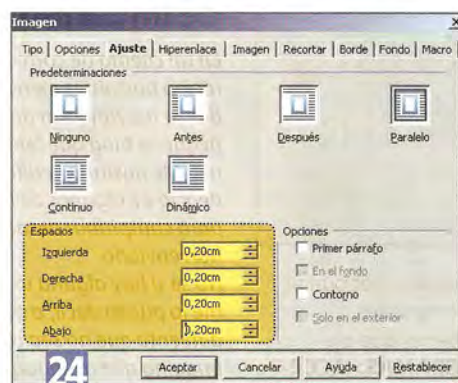 Imagen
Tipo | Opciones | Ajuste | Hiperenlace | Imagen | Recortar | Borde | Fondo | Macro
Predeterminaciones
Ninguno Antes Después Paralelo
Continuo Dinámico
Espacios Opciones
Izquierda 0,20cm Primer párrafo
Derecha 0,20cm En el fondo
Arriba 0,20cm Contorno
Abajo 0,20cm Solo en el exterior
24 Aceptar Cancelar Ayuda Restablecer